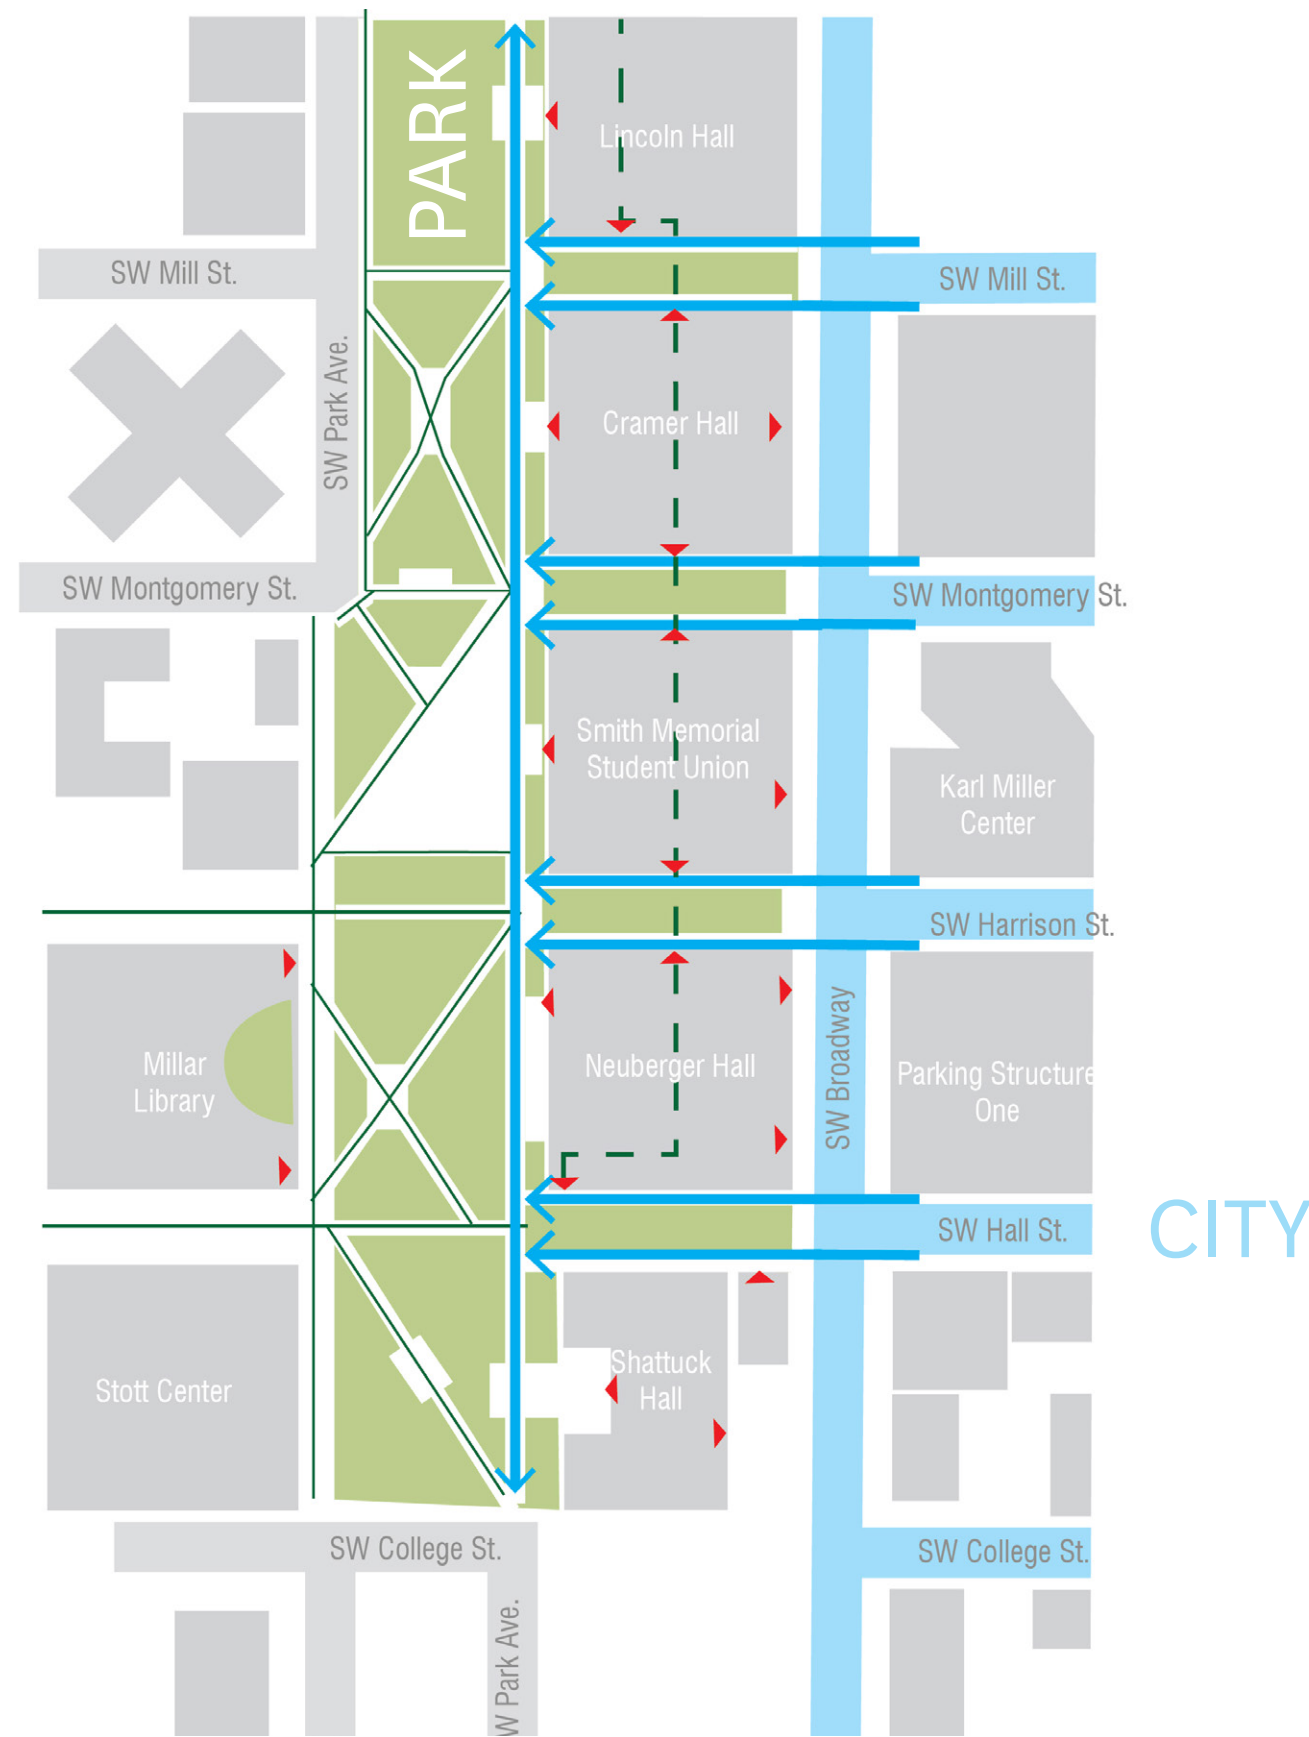 PARK
Lincoln Hall
SW Mill St.
SW Mill St.
SW Park Ave.
Cramer Hall
SW Montgomery St.
SW Montgomery St.
Smith Memorial
Student Union
Karl Miller
Center
SW Harrison St.
SW Broadway
Millar
Library
Neuberger Hall
Parking Structure
One
SW Hall St.
CITY
Stott Center
Shattuck
Hall
SW College St.
SW College St.
W Park Ave.